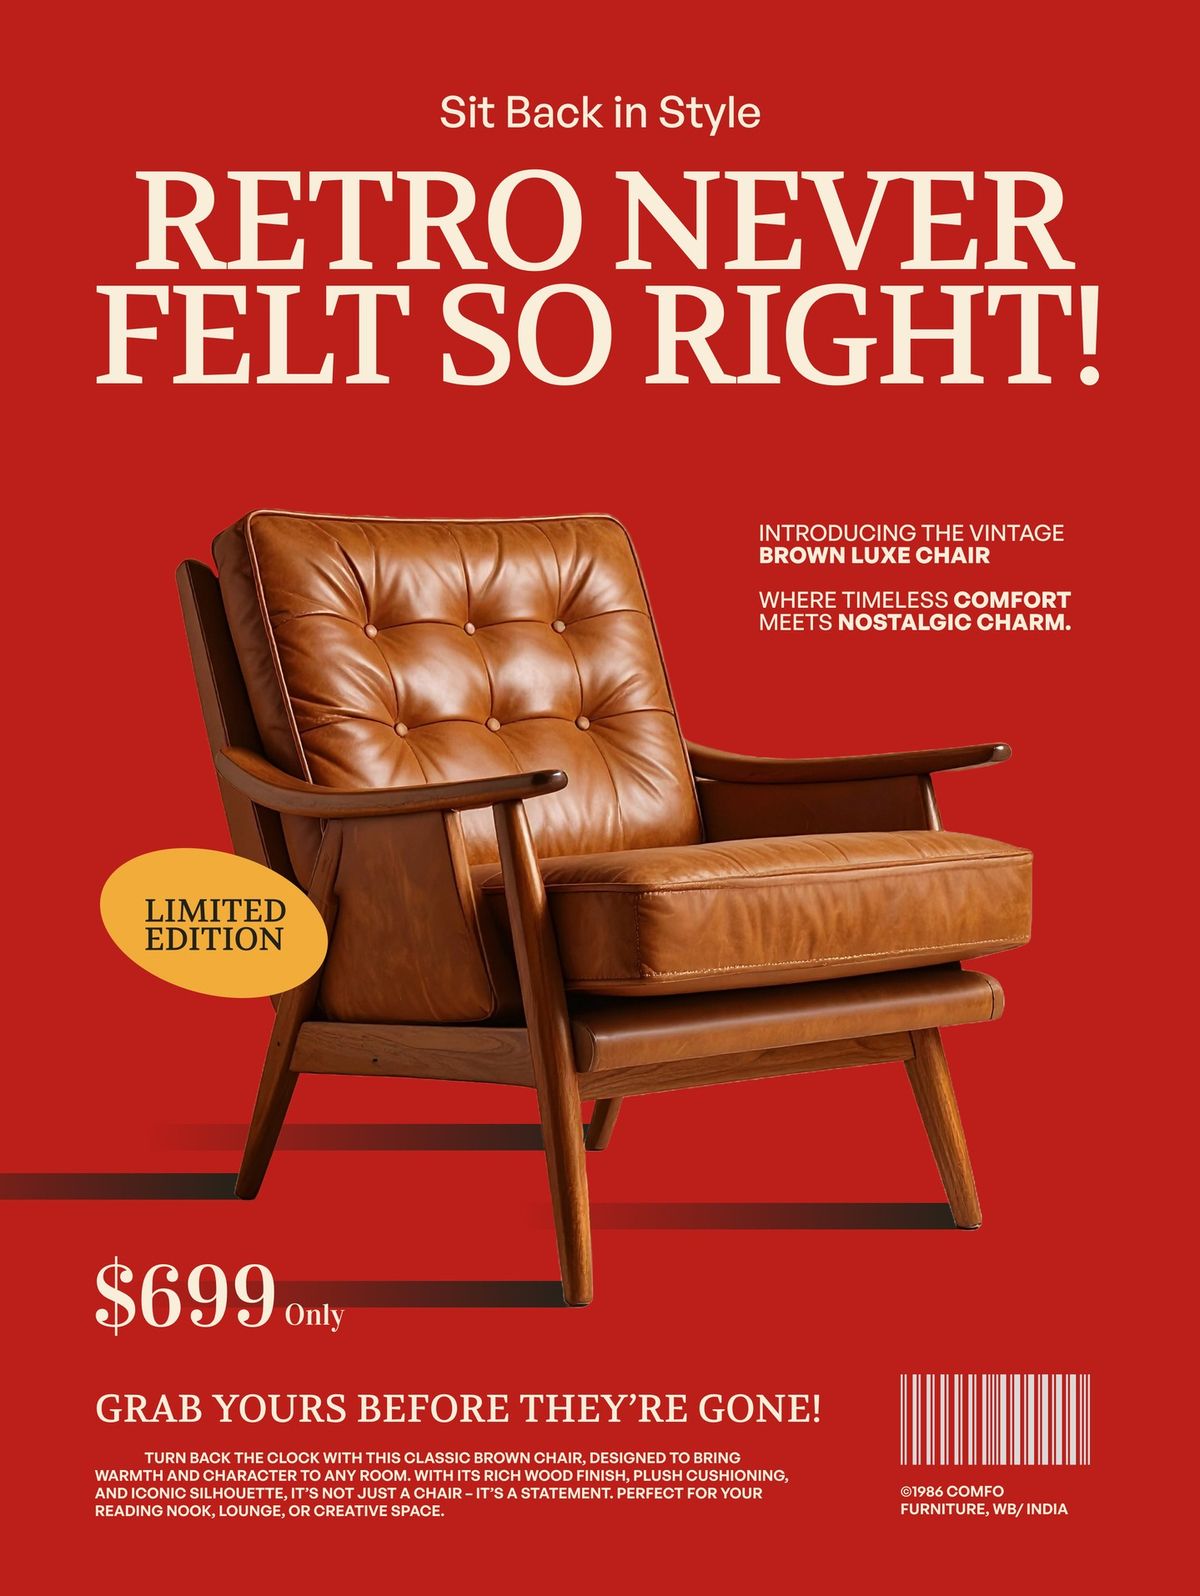 Sit Back in Style
RETRO NEVER
FELT SO RIGHT!
INTRODUCING THE VINTAGE
BROWN LUXE CHAIR
WHERE TIMELESS COMFORT
MEETS NOSTALGIC CHARM.
LIMITED
EDITION
$699 Only
GRAB YOURS BEFORE THEY’RE GONE!
TURN BACK THE CLOCK WITH THIS CLASSIC BROWN CHAIR, DESIGNED TO BRING
WARMTH AND CHARACTER TO ANY ROOM. WITH ITS RICH WOOD FINISH, PLUSH CUSHIONING,
AND ICONIC SILHOUETTE, IT’S NOT JUST A CHAIR – IT’S A STATEMENT. PERFECT FOR YOUR
READING NOOK, LOUNGE, OR CREATIVE SPACE.
©1986 COMFO
FURNITURE, WB/ INDIA